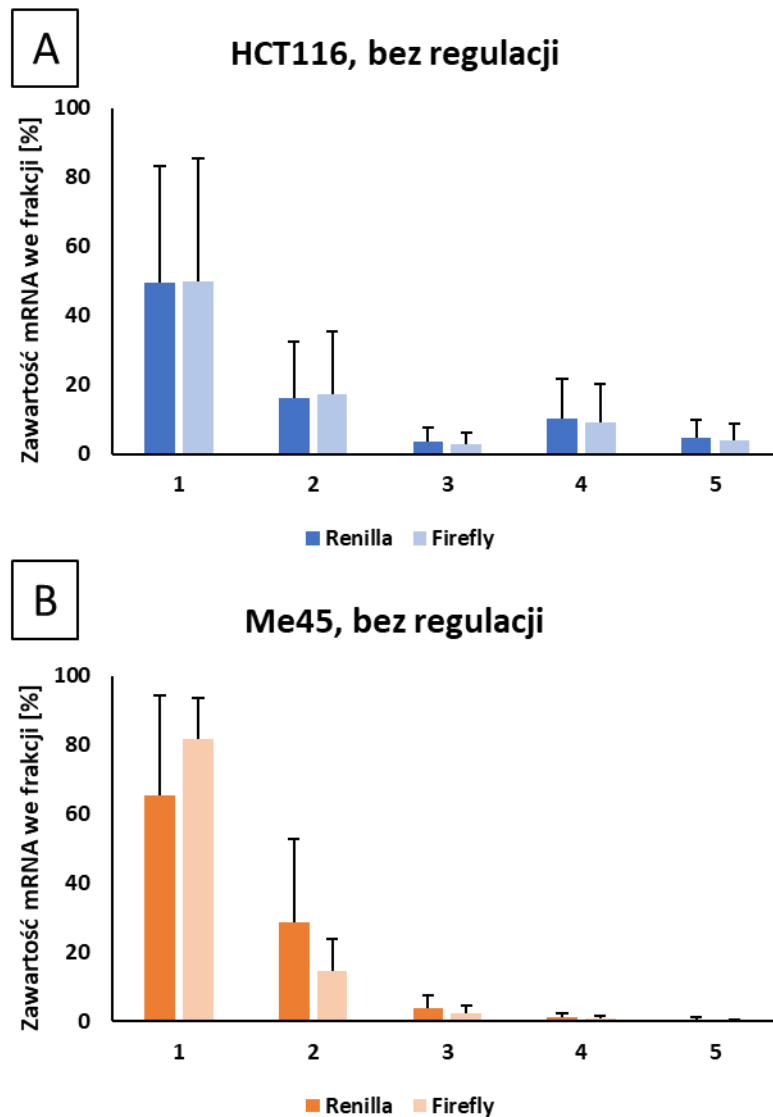 A
HCT116, bez regulacji
Zawartość mRNA we frakcji [%]
100
80
60
40
20
0
1 2 3 4 5
Renilla Firefly
B
Me45, bez regulacji
Zawartość mRNA we frakcji [%]
100
80
60
40
20
0
1 2 3 4 5
Renilla Firefly